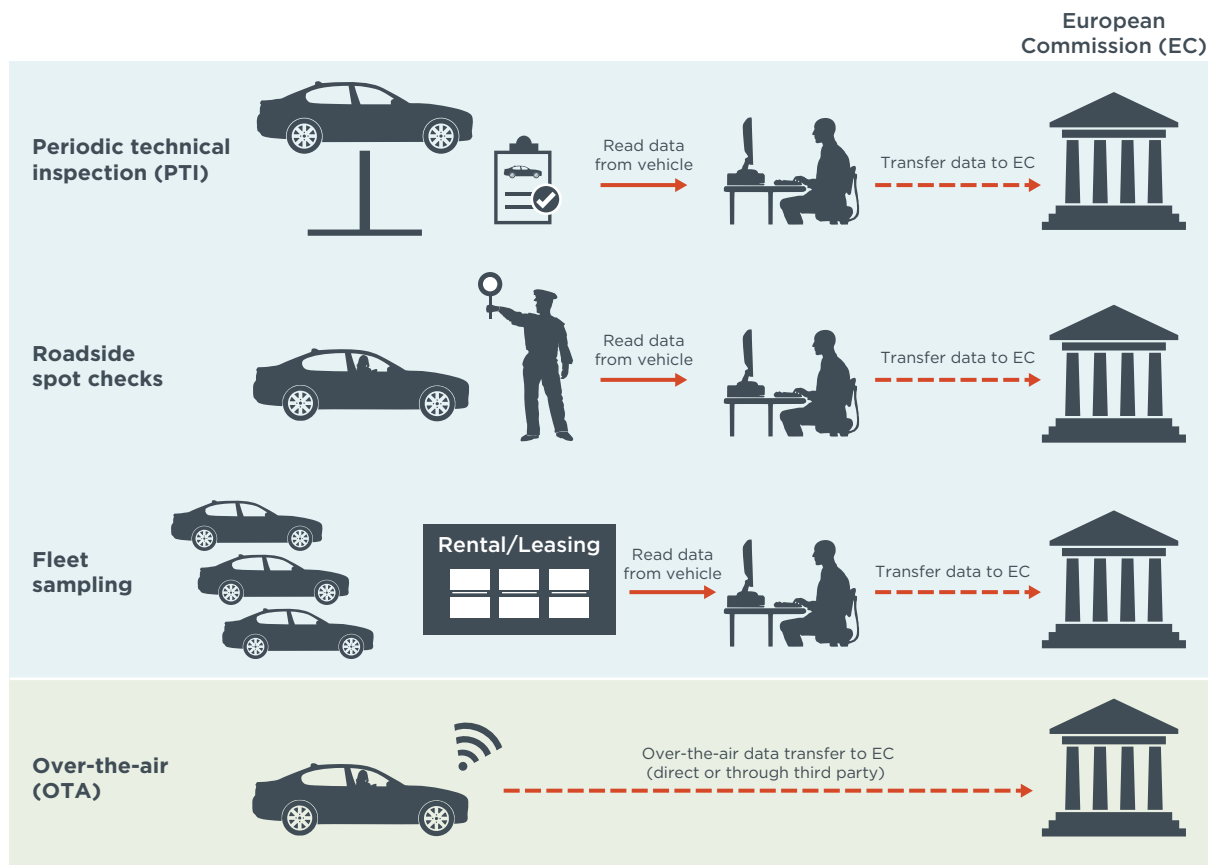 European
Commission (EC)
Periodic technical
inspection (PTI)
Read data
from vehicle
Transfer data to EC
Roadside
spot checks
Read data
from vehicle
Transfer data to EC
Fleet
sampling
Rental/Leasing
Read data
from vehicle
Transfer data to EC
Over-the-air
(OTA)
Over-the-air data transfer to EC
(direct or through third party)